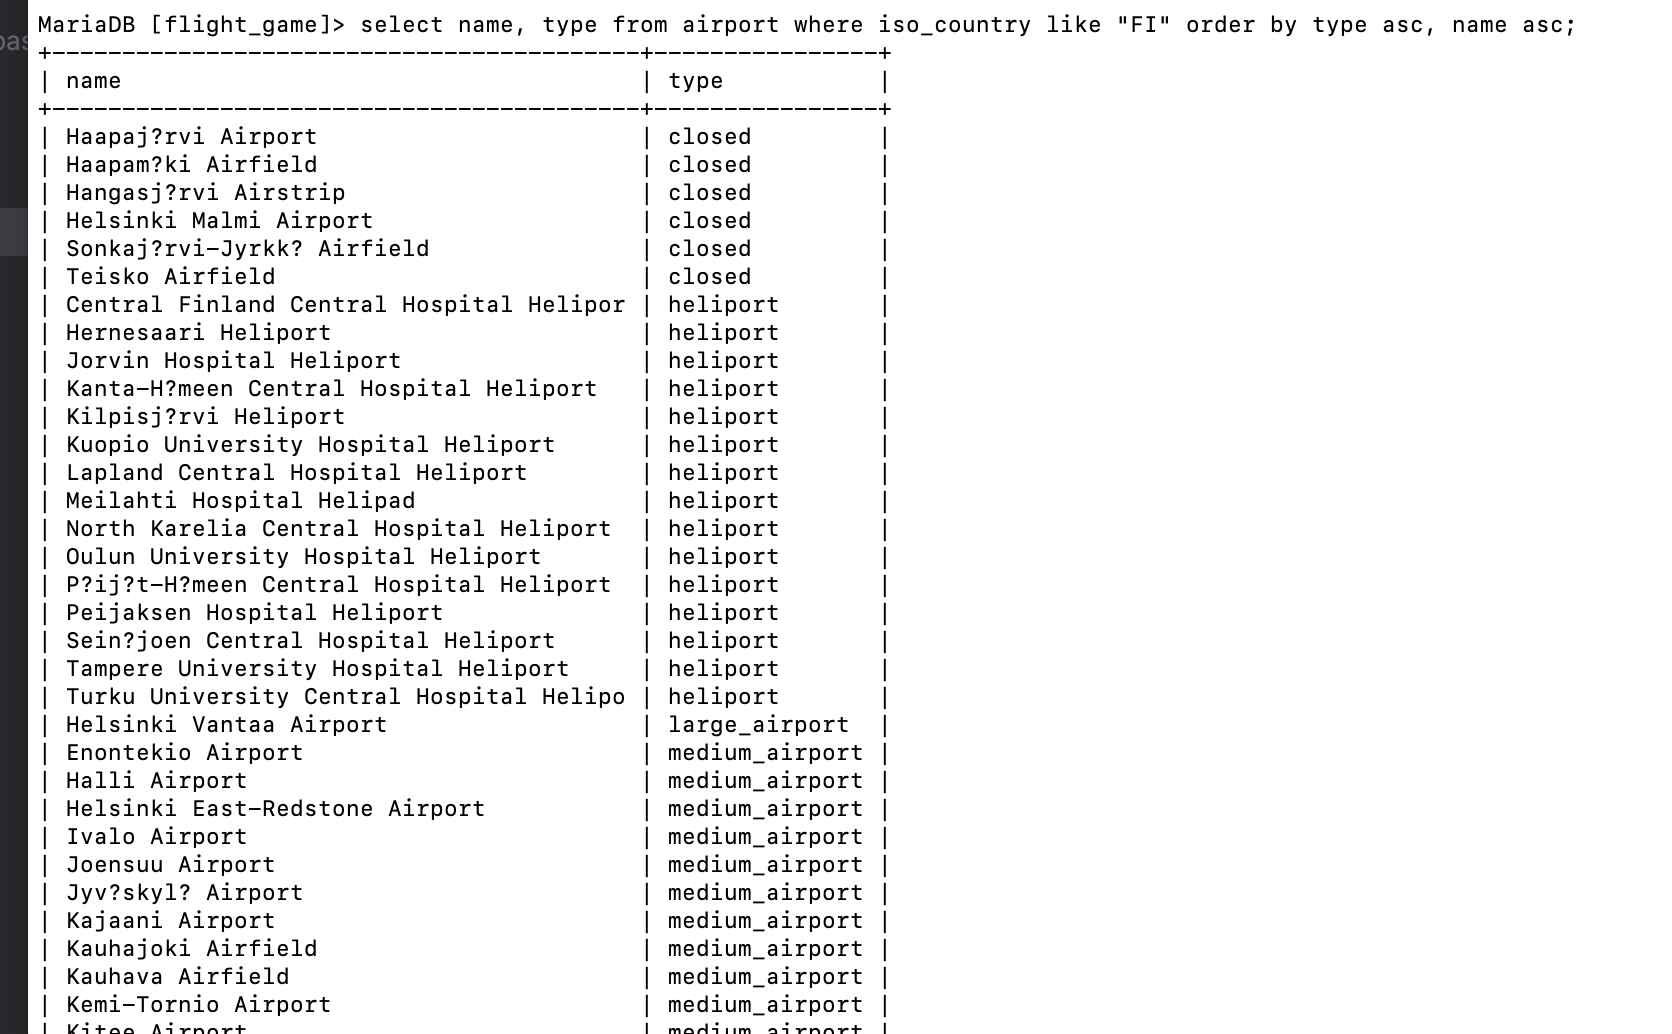 bas
MariaDB [flight_game]> select name, type from airport where iso_country like "FI" order by type asc, name asc;
+--------------------------------------------+----------------+
| name | type |
+--------------------------------------------+----------------+
| Haapaj?rvi Airport | closed |
| Haapam?ki Airfield | closed |
| Hangasj?rvi Airstrip | closed |
| Helsinki Malmi Airport | closed |
| Sonkaj?rvi-Jyrkk? Airfield | closed |
| Teisko Airfield | closed |
| Central Finland Central Hospital Helipor | heliport |
| Hernesaari Heliport | heliport |
| Jorvin Hospital Heliport | heliport |
| Kanta-H?meen Central Hospital Heliport | heliport |
| Kilpisj?rvi Heliport | heliport |
| Kuopio University Hospital Heliport | heliport |
| Lapland Central Hospital Heliport | heliport |
| Meilahti Hospital Helipad | heliport |
| North Karelia Central Hospital Heliport | heliport |
| Oulun University Hospital Heliport | heliport |
| P?ij?t-H?meen Central Hospital Heliport | heliport |
| Peijaksen Hospital Heliport | heliport |
| Sein?joen Central Hospital Heliport | heliport |
| Tampere University Hospital Heliport | heliport |
| Turku University Central Hospital Helipo | heliport |
| Helsinki Vantaa Airport | large_airport |
| Enontekio Airport | medium_airport |
| Halli Airport | medium_airport |
| Helsinki East-Redstone Airport | medium_airport |
| Ivalo Airport | medium_airport |
| Joensuu Airport | medium_airport |
| Jyv?skyl? Airport | medium_airport |
| Kajaani Airport | medium_airport |
| Kauhajoki Airfield | medium_airport |
| Kauhava Airfield | medium_airport |
| Kemi-Tornio Airport | medium_airport |
| Kitee Airport | medium_airport |